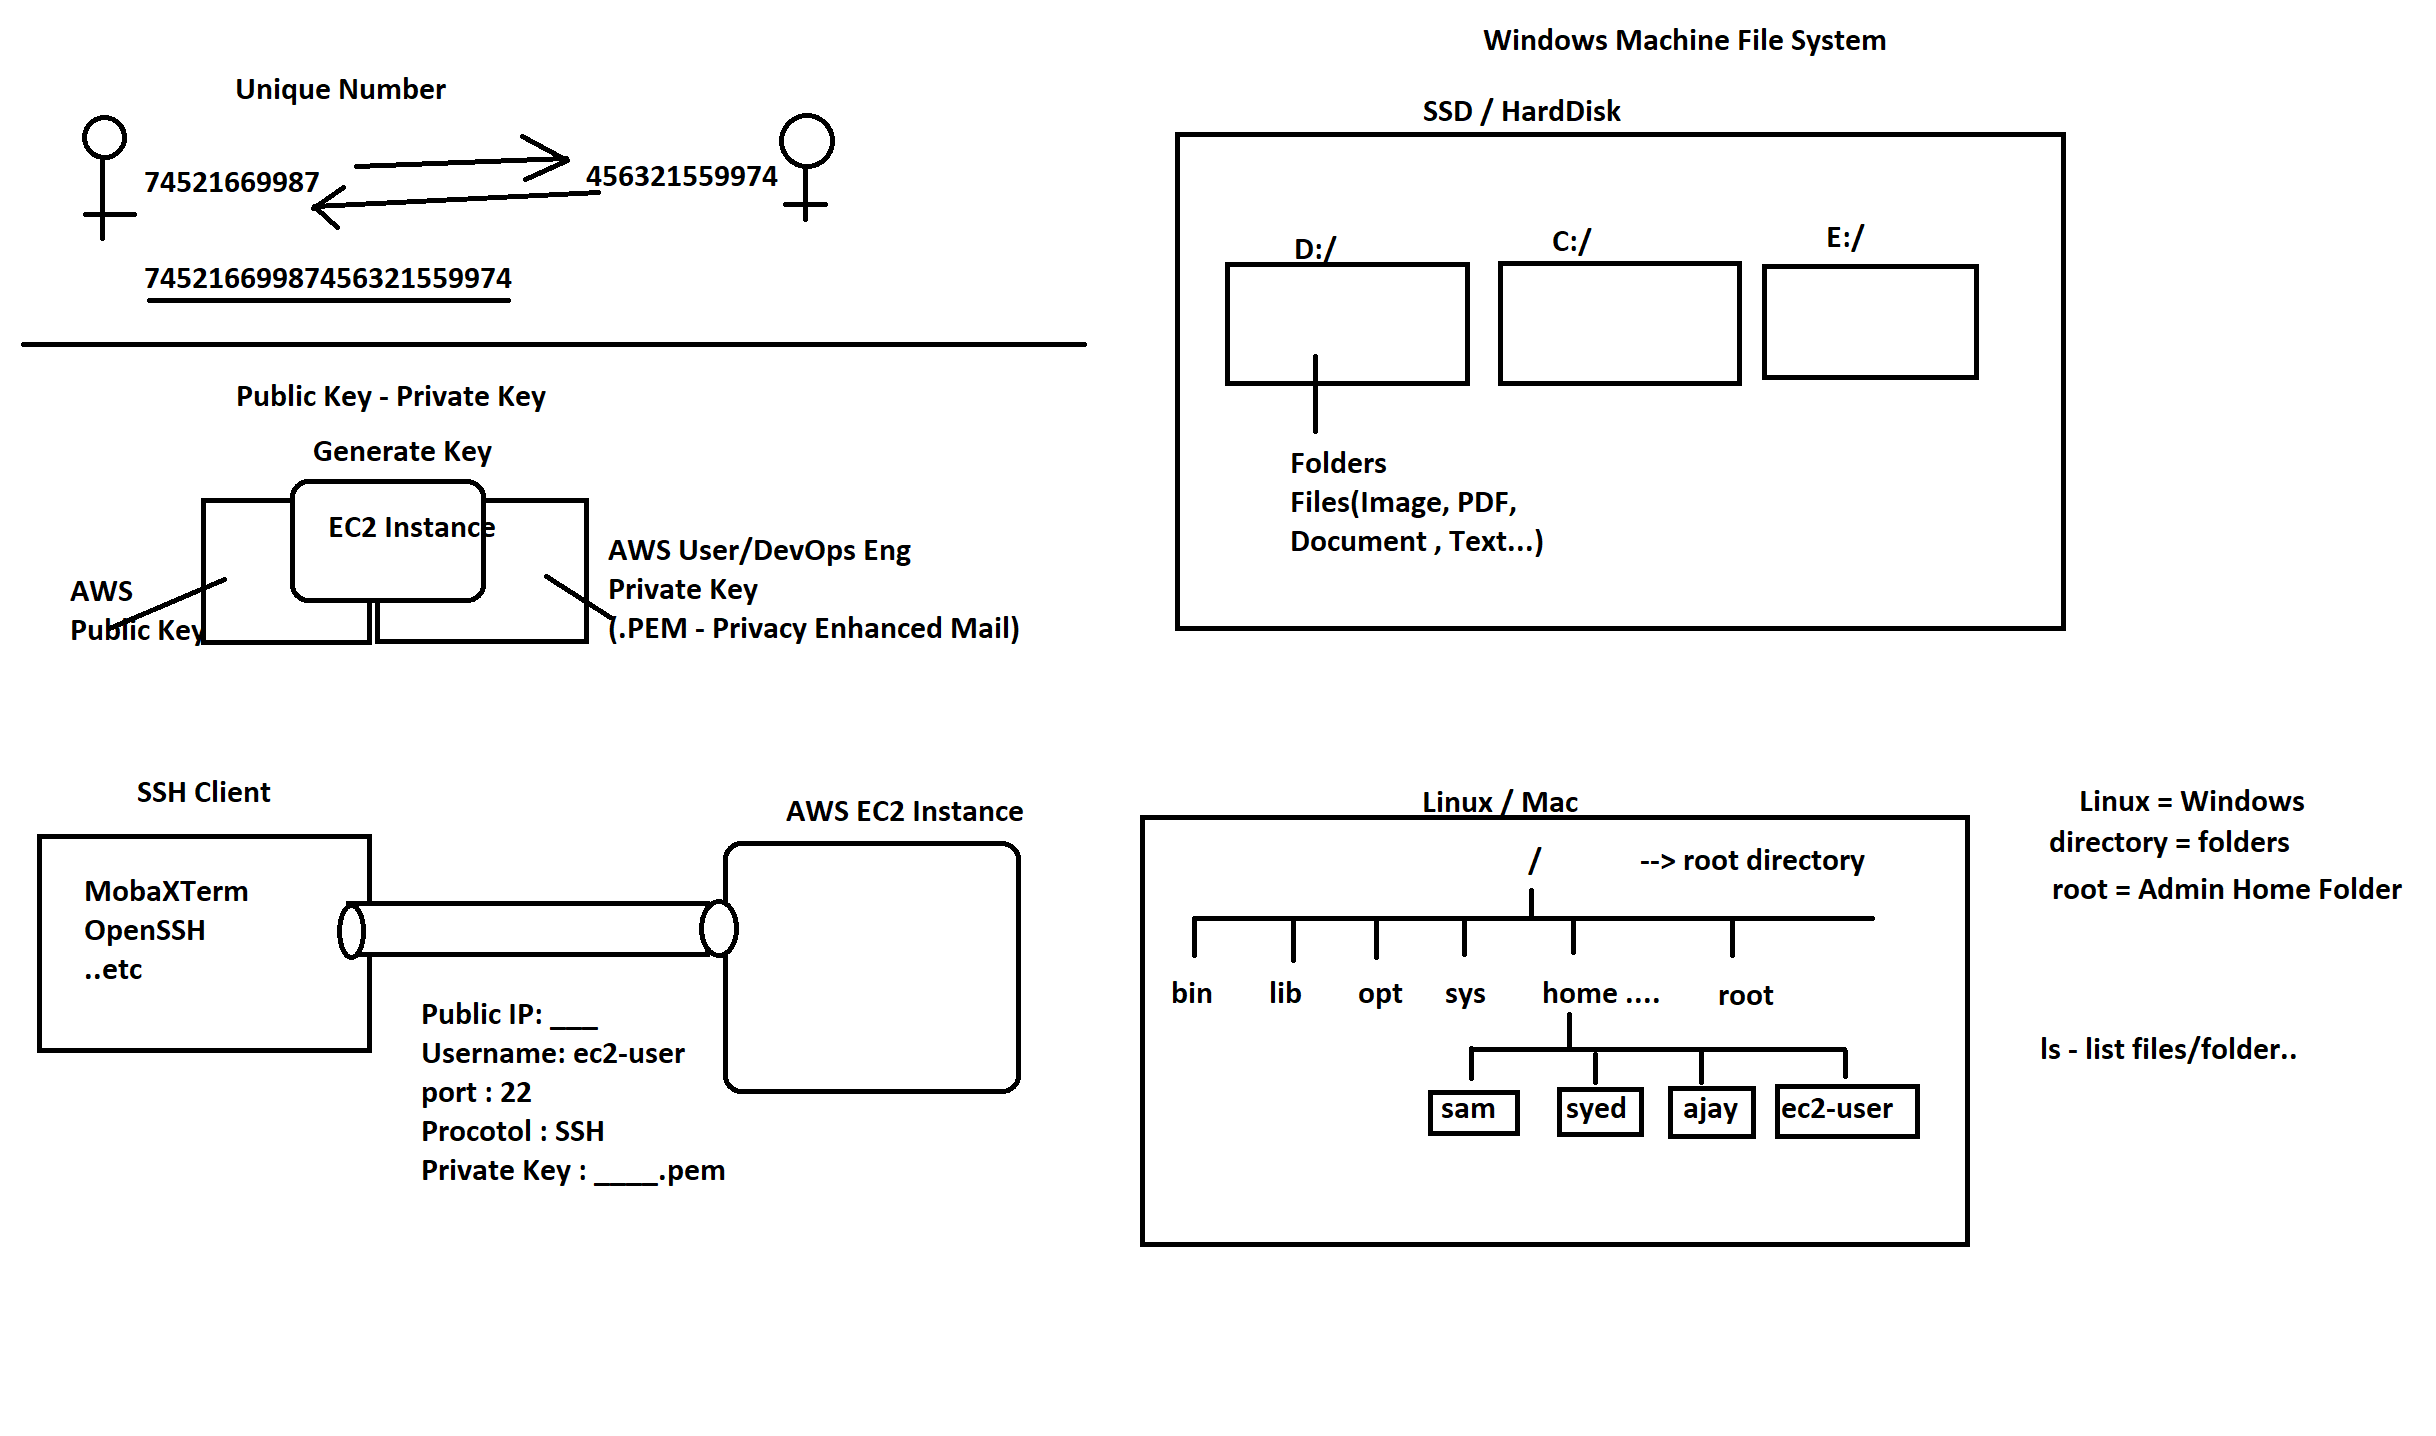 Unique Number
74521669987
456321559974
74521669987456321559974
Public Key - Private Key
Generate Key
EC2 Instance
AWS
Public Key
AWS User/DevOps Eng
Private Key
(.PEM - Privacy Enhanced Mail)
SSH Client
MobaXTerm
OpenSSH
..etc
AWS EC2 Instance
Public IP: ___
Username: ec2-user
port : 22
Procotol : SSH
Private Key : ____.pem
Windows Machine File System
SSD / HardDisk
D:/
C:/
E:/
Folders
Files(Image, PDF,
Document , Text...)
Linux / Mac
/ --> root directory
bin lib opt sys home .... root
sam syed ajay ec2-user
Linux = Windows
directory = folders
root = Admin Home Folder
ls - list files/folder..